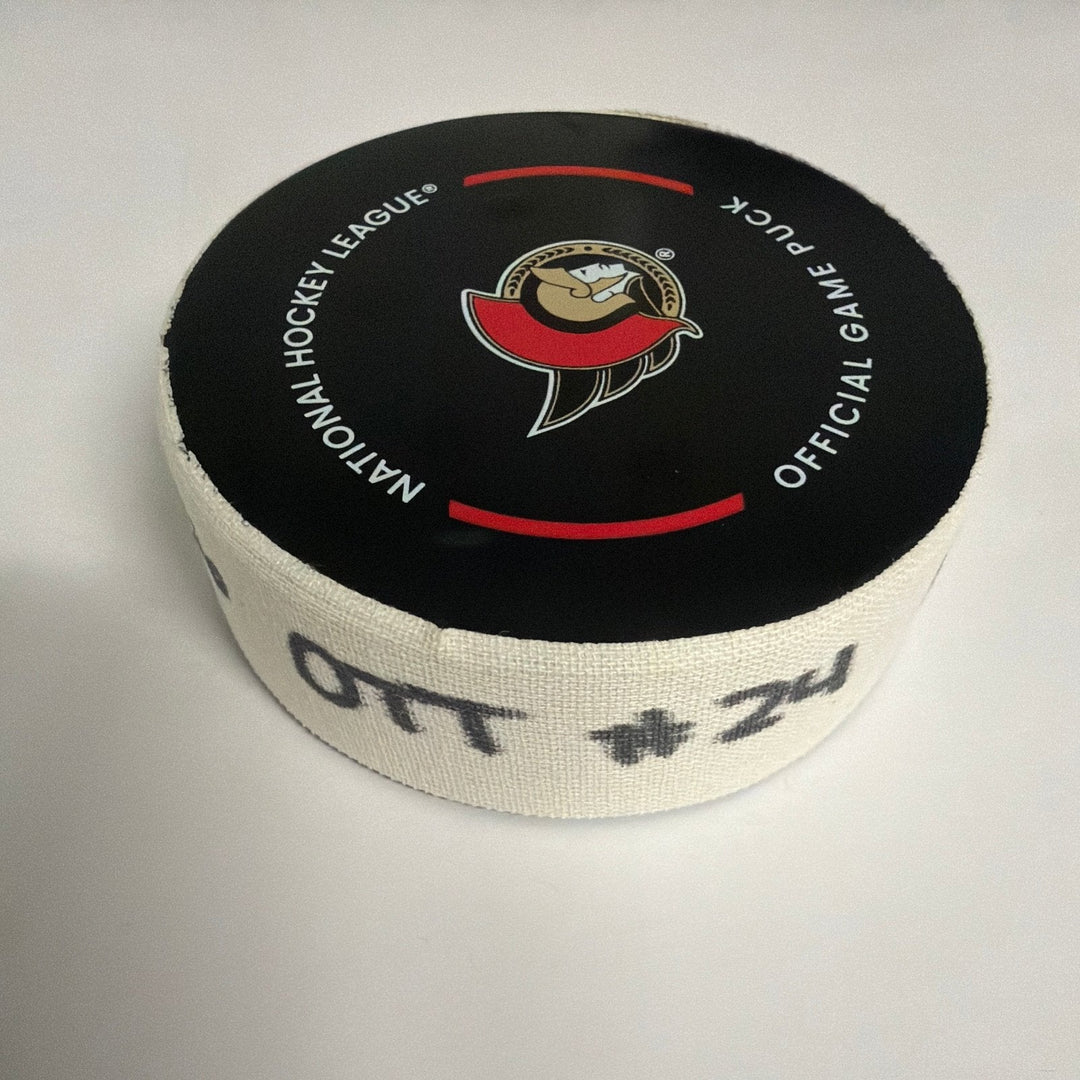 NATIONAL HOCKEY LEAGUE®
OFFICIAL GAME PUCK
®
OTT #24